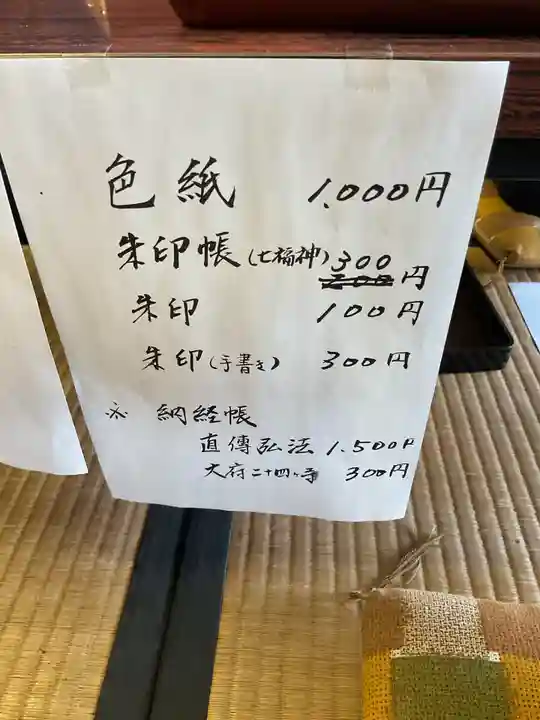 色紙 1,000円
朱印帳(七福神) 300円
朱印 100円
朱印(手書き) 300円
※ 納経帳
直傳弘法 1,500円
大府二十四ヶ寺 300円